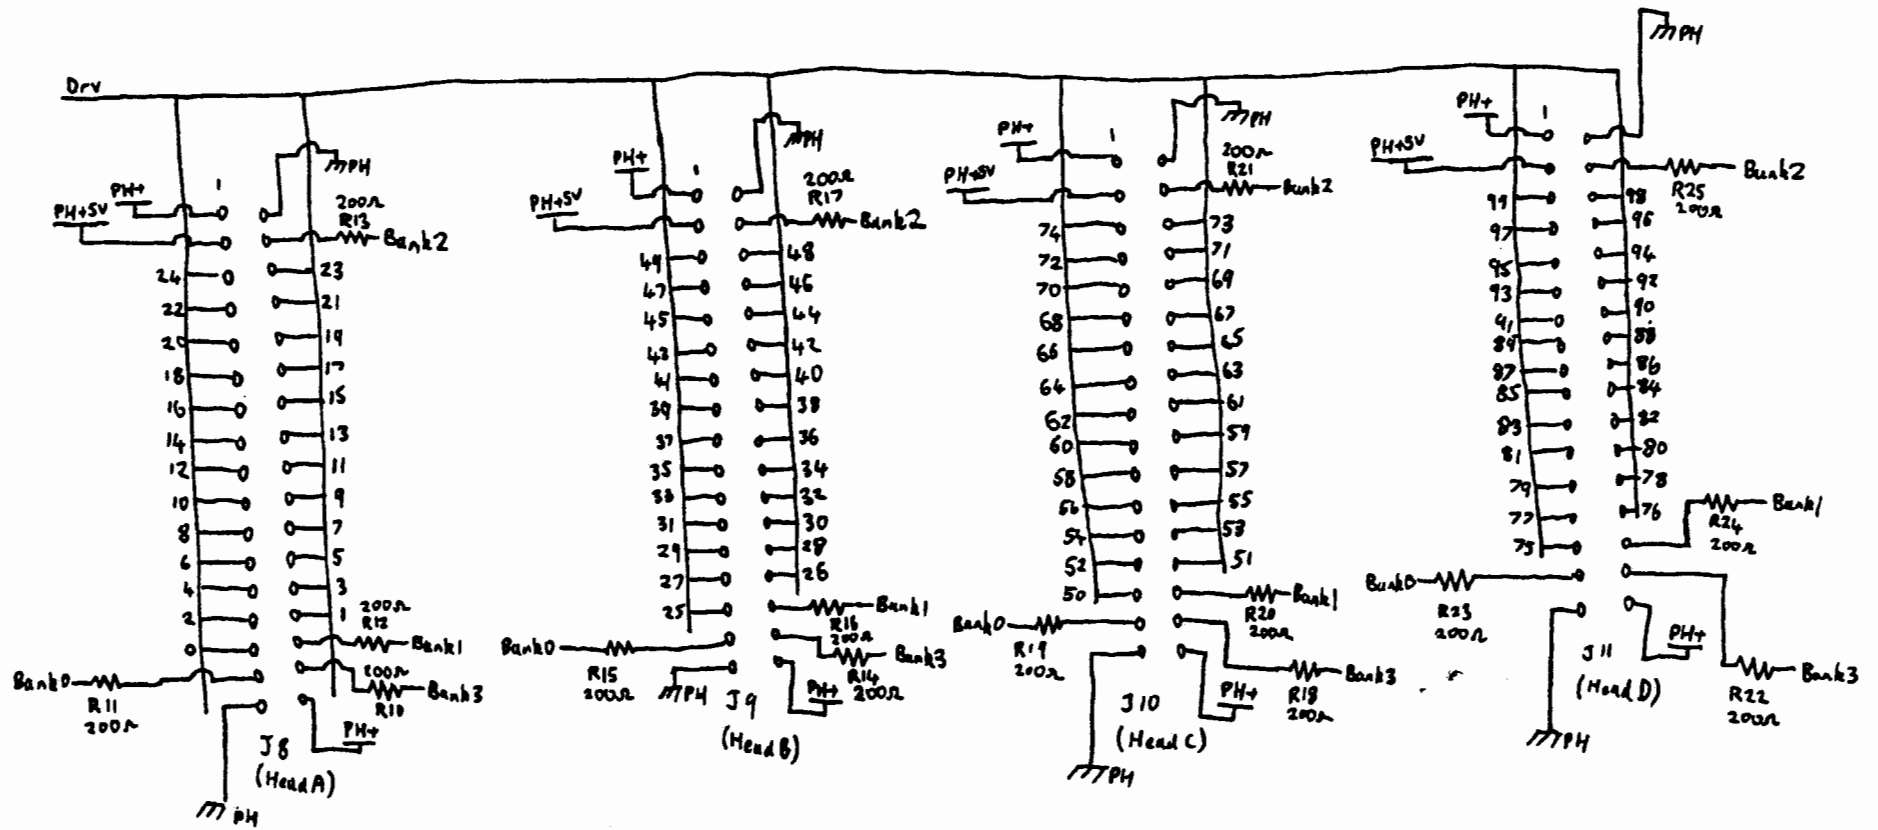 Drv
PH
PH+
1
200Ω
R13
PH+5V
Bank2
24
23
22
21
20
19
18
17
16
15
14
13
12
11
10
9
8
7
6
5
4
3
2
1
0
200Ω
R12
Bank1
Bank0
R11
200Ω
200Ω
R10
Bank3
PH+
J8
(HeadA)
PH
PH
PH+
1
200Ω
R17
PH+5V
Bank2
49
48
47
46
45
44
43
42
41
40
39
38
37
36
35
34
33
32
31
30
29
28
27
26
25
Bank1
R16
200Ω
Bank0
R15
200Ω
Bank3
R14
200Ω
PH
PH+
J9
(HeadB)
PH
PH+
1
200Ω
R21
PH+5V
Bank2
74
73
72
71
70
69
68
67
66
65
64
63
62
61
60
59
58
57
56
55
54
53
52
51
50
Bank1
R20
200Ω
Bank0
R19
200Ω
Bank3
R18
200Ω
PH+
J10
(HeadC)
PH
PH
PH+
1
PH+5V
Bank2
R25
200Ω
99
98
97
96
95
94
93
92
91
90
89
88
87
86
85
84
83
82
81
80
79
78
77
76
75
Bank1
R24
200Ω
Bank0
R23
200Ω
PH+
J11
(HeadD)
Bank3
R22
200Ω
PH